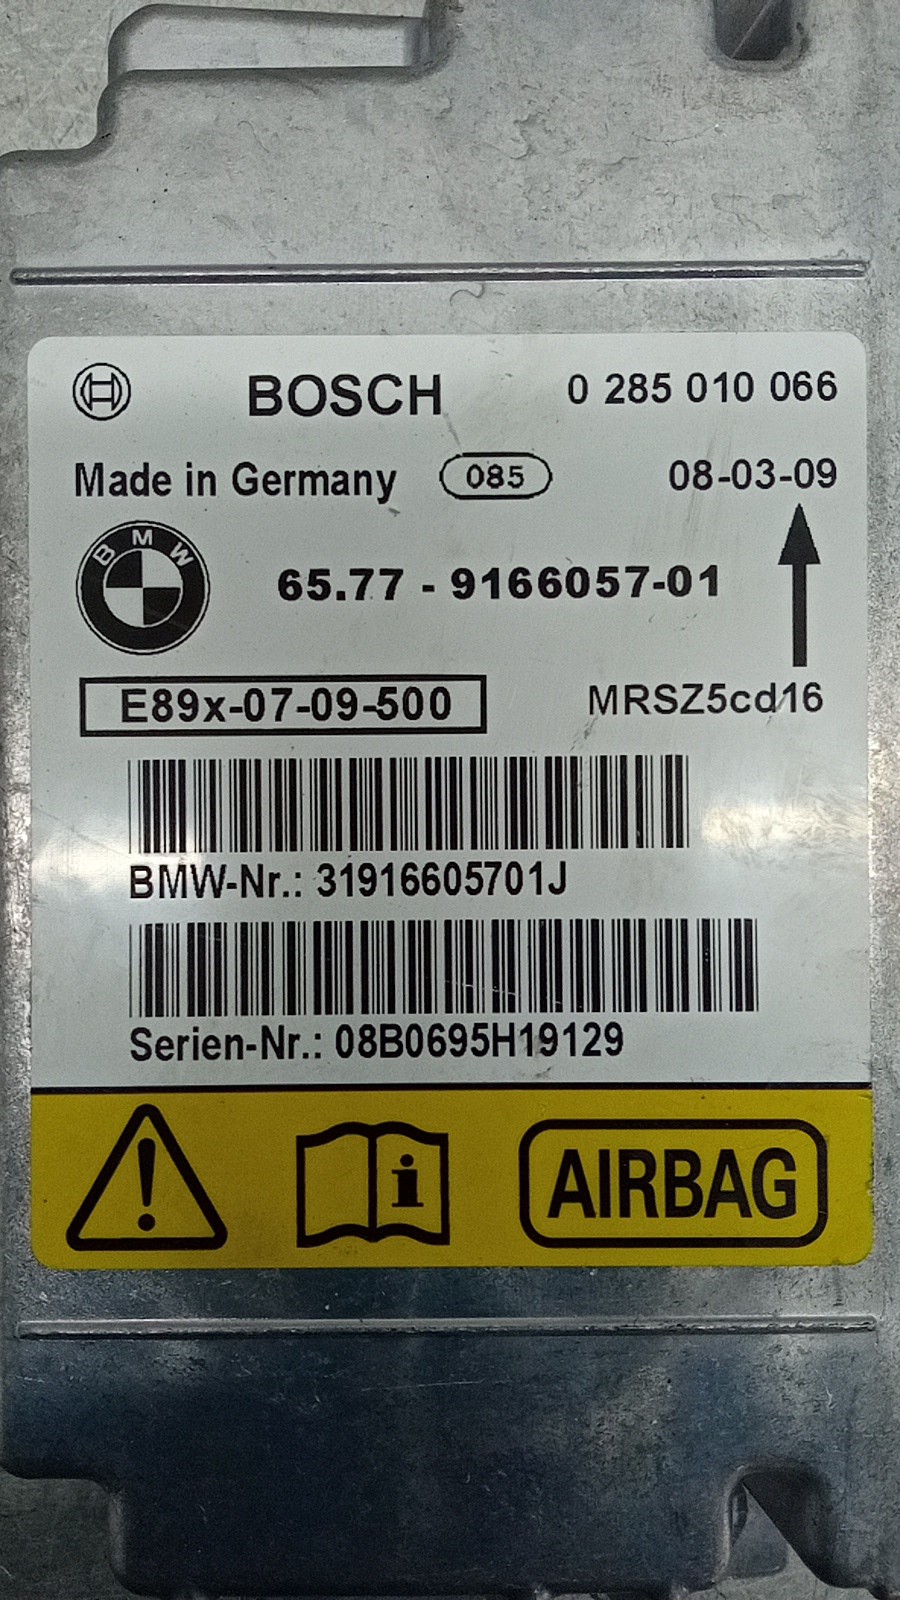 BOSCH 0 285 010 066
Made in Germany 085 08-03-09
BMW
65.77 - 9166057-01
E89x-07-09-500 MRSZ5cd16
BMW-Nr.: 31916605701J
Serien-Nr.: 08B0695H19129
! i AIRBAG